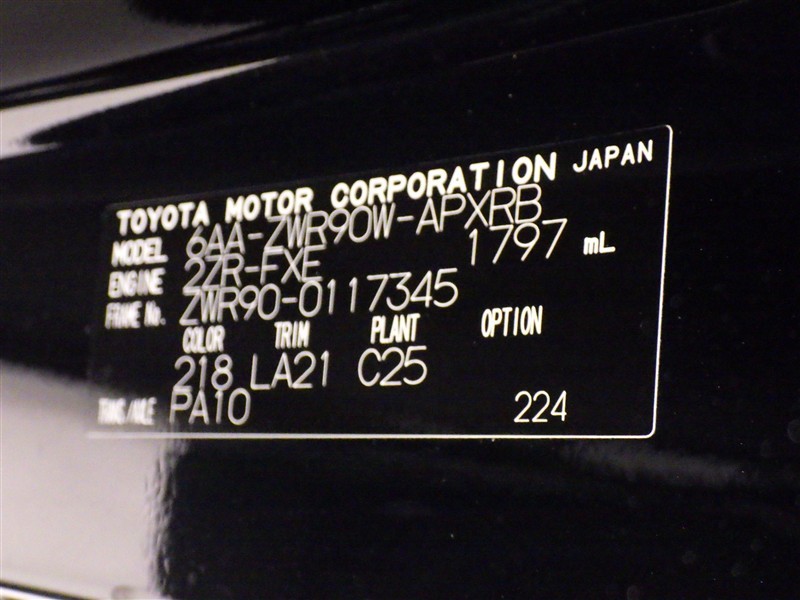 TOYOTA MOTOR CORPORATION JAPAN
MODEL 6AA-ZWR90W-APXRB
ENGINE 2ZR-FXE 1797 mL
FRAME No. ZWR90-0117345
COLOR TRIM PLANT OPTION
218 LA21 C25
TRANS./AXLE PA10 224